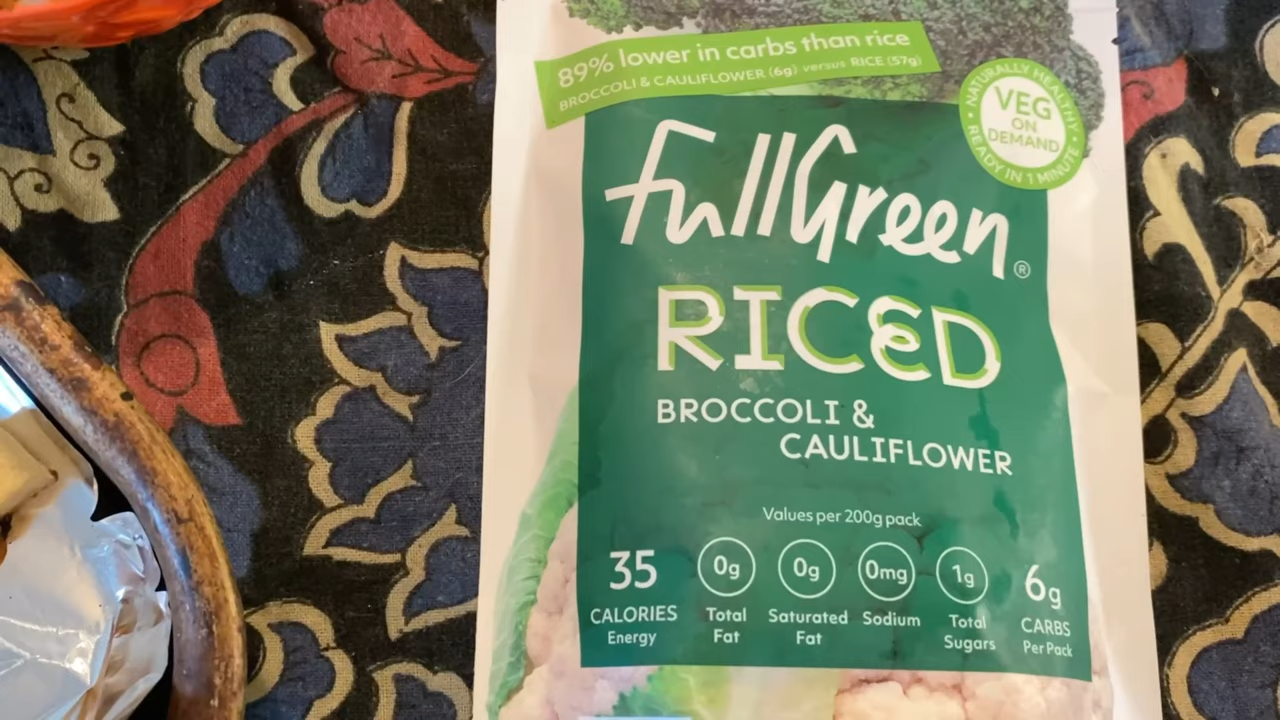 89% lower in carbs than rice
BROCCOLI & CAULIFLOWER (6g) versus RICE (57g)
NATURALLY HEALTHY
VEG
ON
DEMAND
READY IN 1 MINUTE
fullGreen®
RICED
BROCCOLI &
CAULIFLOWER
Values per 200g pack
35
CALORIES
Energy
0g
Total
Fat
0g
Saturated
Fat
0mg
Sodium
1g
Total
Sugars
6g
CARBS
Per Pack